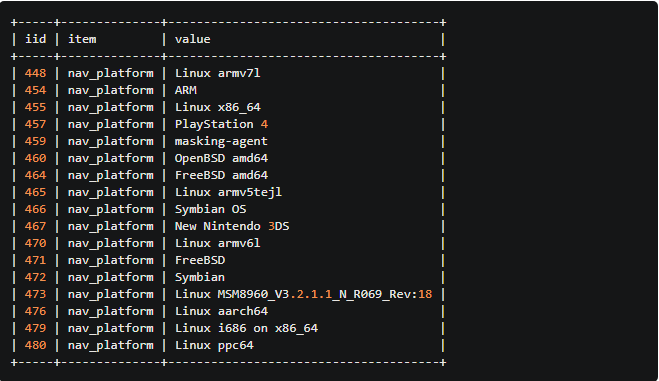 +-----+--------------+--------------------------------------+
| iid | item         | value                                |
+-----+--------------+--------------------------------------+
| 448 | nav_platform | Linux armv7l                         |
| 454 | nav_platform | ARM                                  |
| 455 | nav_platform | Linux x86_64                         |
| 457 | nav_platform | PlayStation 4                        |
| 459 | nav_platform | masking-agent                        |
| 460 | nav_platform | OpenBSD amd64                        |
| 464 | nav_platform | FreeBSD amd64                        |
| 465 | nav_platform | Linux armv5tejl                      |
| 466 | nav_platform | Symbian OS                           |
| 467 | nav_platform | New Nintendo 3DS                     |
| 470 | nav_platform | Linux armv6l                         |
| 471 | nav_platform | FreeBSD                              |
| 472 | nav_platform | Symbian                              |
| 473 | nav_platform | Linux MSM8960_V3.2.1.1_N_R069_Rev:18 |
| 476 | nav_platform | Linux aarch64                        |
| 479 | nav_platform | Linux i686 on x86_64                 |
| 480 | nav_platform | Linux ppc64                          |
+-----+--------------+--------------------------------------+